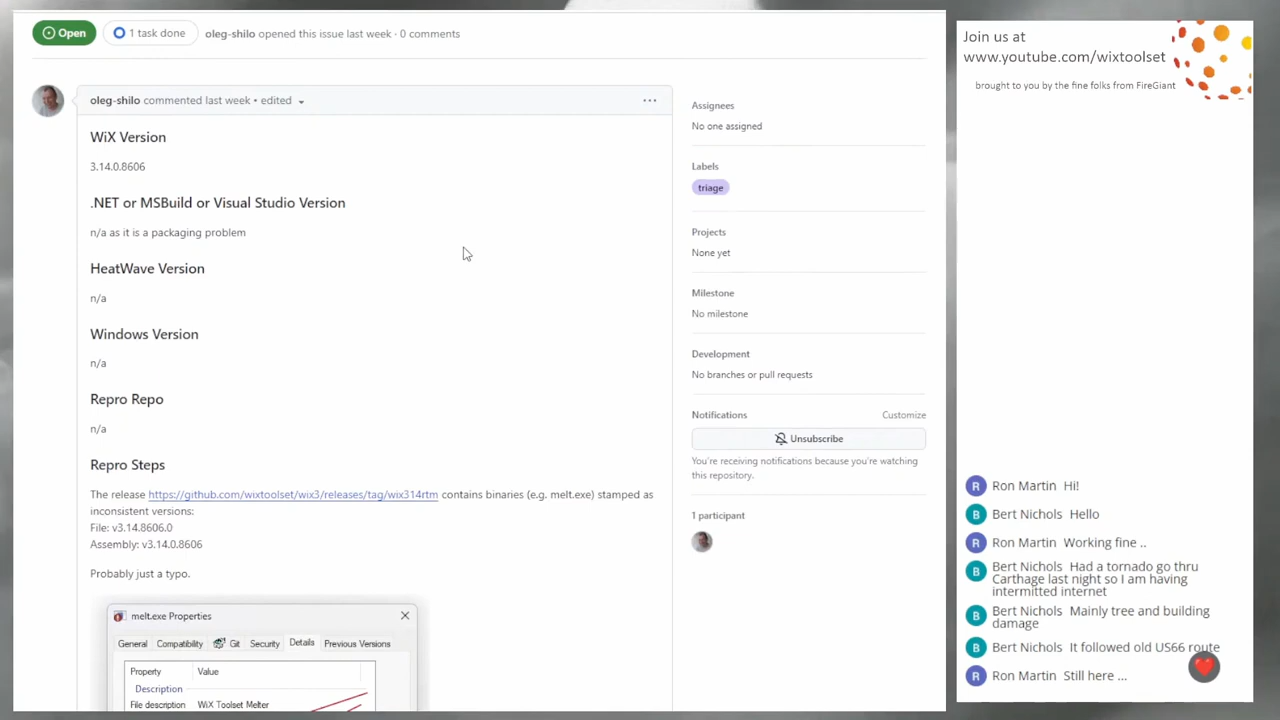 Open
1 task done
oleg-shilo opened this issue last week · 0 comments
oleg-shilo commented last week • edited
WiX Version
3.14.0.8606
.NET or MSBuild or Visual Studio Version
n/a as it is a packaging problem
HeatWave Version
n/a
Windows Version
n/a
Repro Repo
n/a
Repro Steps
The release https://github.com/wixtoolset/wix3/releases/tag/wix314rtm contains binaries (e.g. melt.exe) stamped as
inconsistent versions:
File: v3.14.8606.0
Assembly: v3.14.0.8606
Probably just a typo.
melt.exe Properties
General Compatibility Git Security Details Previous Versions
Property Value
Description
File description WiX Toolset Melter
Assignees
No one assigned
Labels
triage
Projects
None yet
Milestone
No milestone
Development
No branches or pull requests
Notifications Customize
Unsubscribe
You're receiving notifications because you're watching
this repository.
1 participant
Join us at
www.youtube.com/wixtoolset
brought to you by the fine folks from FireGiant
R Ron Martin Hi!
B Bert Nichols Hello
R Ron Martin Working fine ..
B Bert Nichols Had a tornado go thru
Carthage last night so I am having
intermitted internet
B Bert Nichols Mainly tree and building
damage
B Bert Nichols It followed old US66 route
R Ron Martin Still here ...